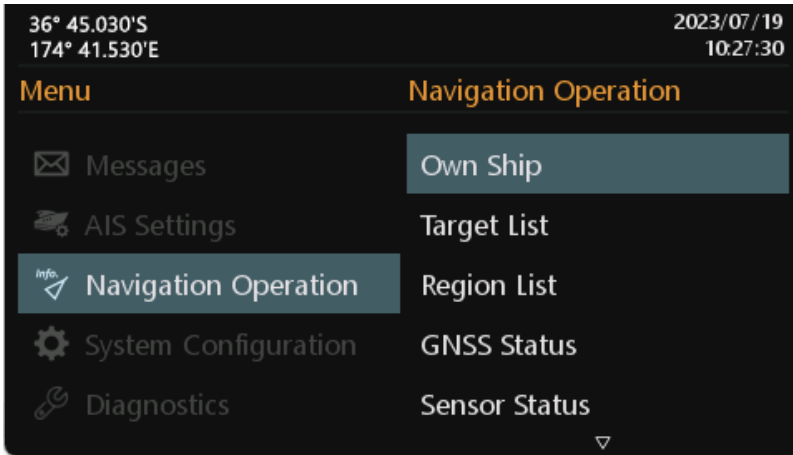 36° 45.030'S
174° 41.530'E
2023/07/19
10:27:30
Menu
Navigation Operation
Messages
AIS Settings
Info.
Navigation Operation
System Configuration
Diagnostics
Own Ship
Target List
Region List
GNSS Status
Sensor Status